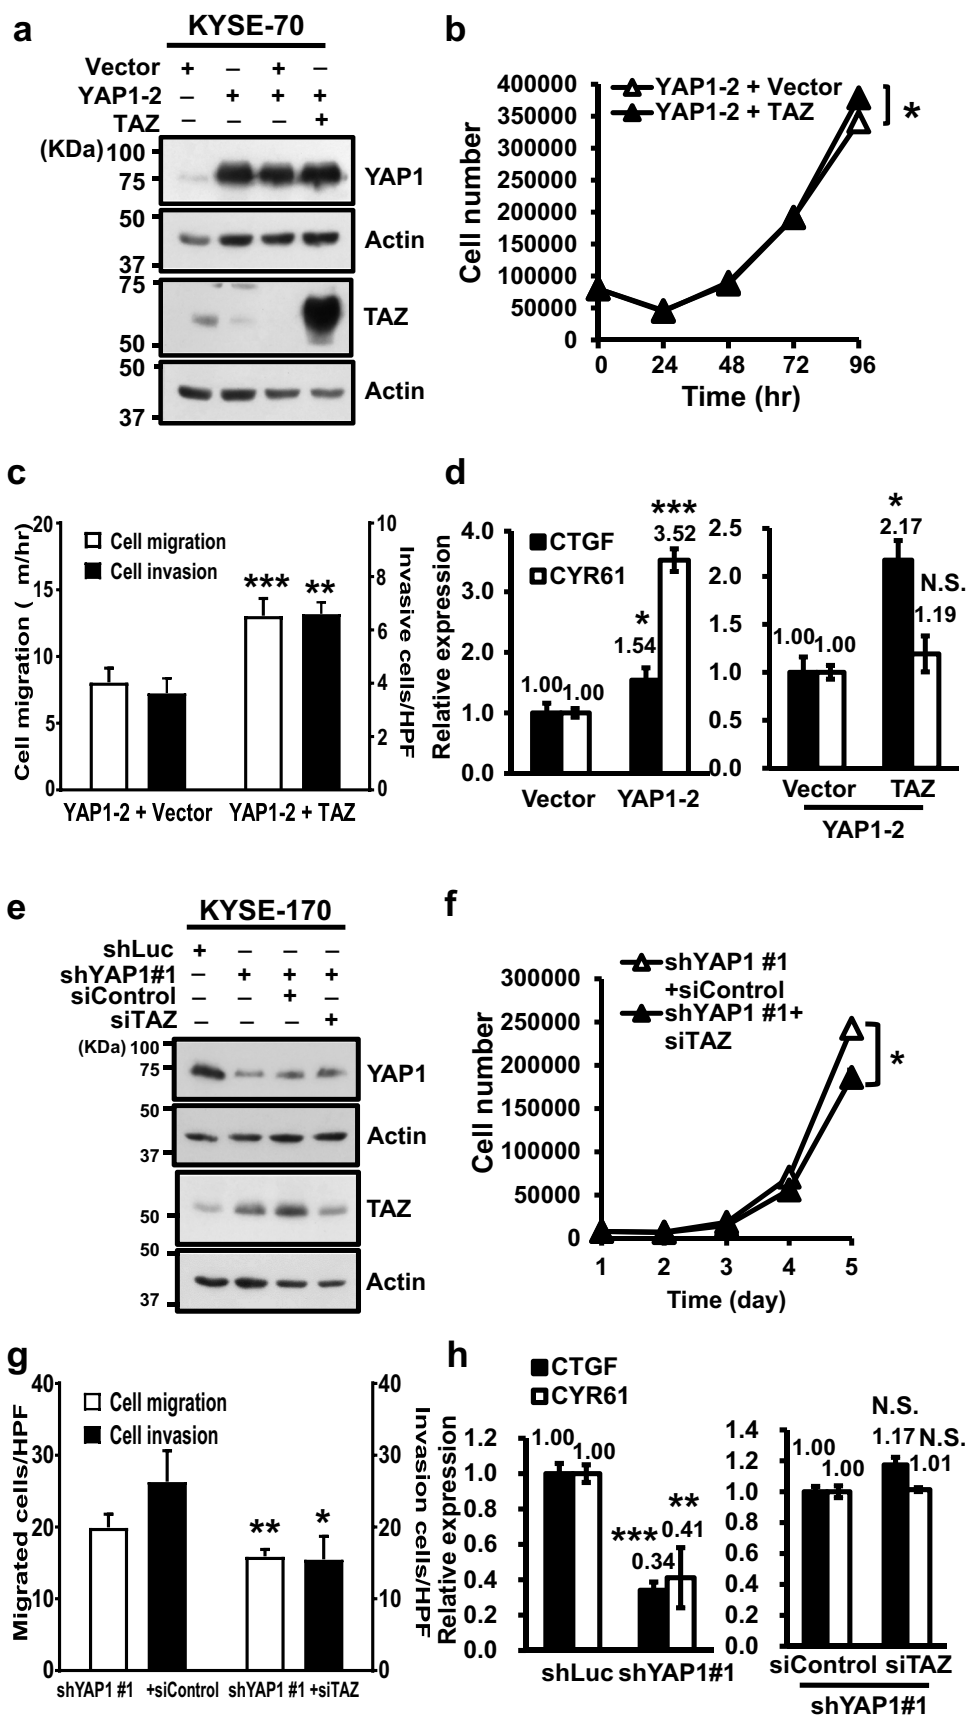 a
KYSE-70
Vector + – + –
YAP1-2 – + + +
TAZ – – – +
(KDa) 100
75
YAP1
50
37
Actin
75
50
TAZ
50
37
Actin
b
YAP1-2 + Vector
YAP1-2 + TAZ
*
400000
350000
300000
250000
200000
150000
100000
50000
0
Cell number
0 24 48 72 96
Time (hr)
c
Cell migration
Cell invasion
Cell migration ( m/hr)
20
15
10
5
0
*** **
10
8
6
4
2
0
Invasive cells/HPF
YAP1-2 + Vector YAP1-2 + TAZ
d
CTGF
CYR61
Relative expression
4.0
3.0
2.0
1.0
0.0
1.00 1.00
*
1.54
***
3.52
Vector YAP1-2
2.5
2.0
1.5
1.0
0.5
0.0
1.00 1.00
*
2.17
N.S.
1.19
Vector TAZ
YAP1-2
e
KYSE-170
shLuc + – – –
shYAP1#1 – + + +
siControl – – + –
siTAZ – – – +
(KDa) 100
75
YAP1
50
37
Actin
50
TAZ
50
37
Actin
f
shYAP1 #1
+siControl
shYAP1 #1+
siTAZ
*
300000
250000
200000
150000
100000
50000
0
Cell number
1 2 3 4 5
Time (day)
g
Cell migration
Cell invasion
Migrated cells/HPF
40
30
20
10
0
** *
40
30
20
10
0
Invasion cells/HPF
shYAP1 #1 +siControl shYAP1 #1 +siTAZ
h
CTGF
CYR61
Relative expression
1.2
1.0
0.8
0.6
0.4
0.2
0.0
1.00 1.00
***
0.34
**
0.41
shLuc shYAP1#1
1.4
1.2
1.0
0.8
0.6
0.4
0.2
0.0
1.00 1.00
N.S.
1.17
N.S.
1.01
siControl siTAZ
shYAP1#1